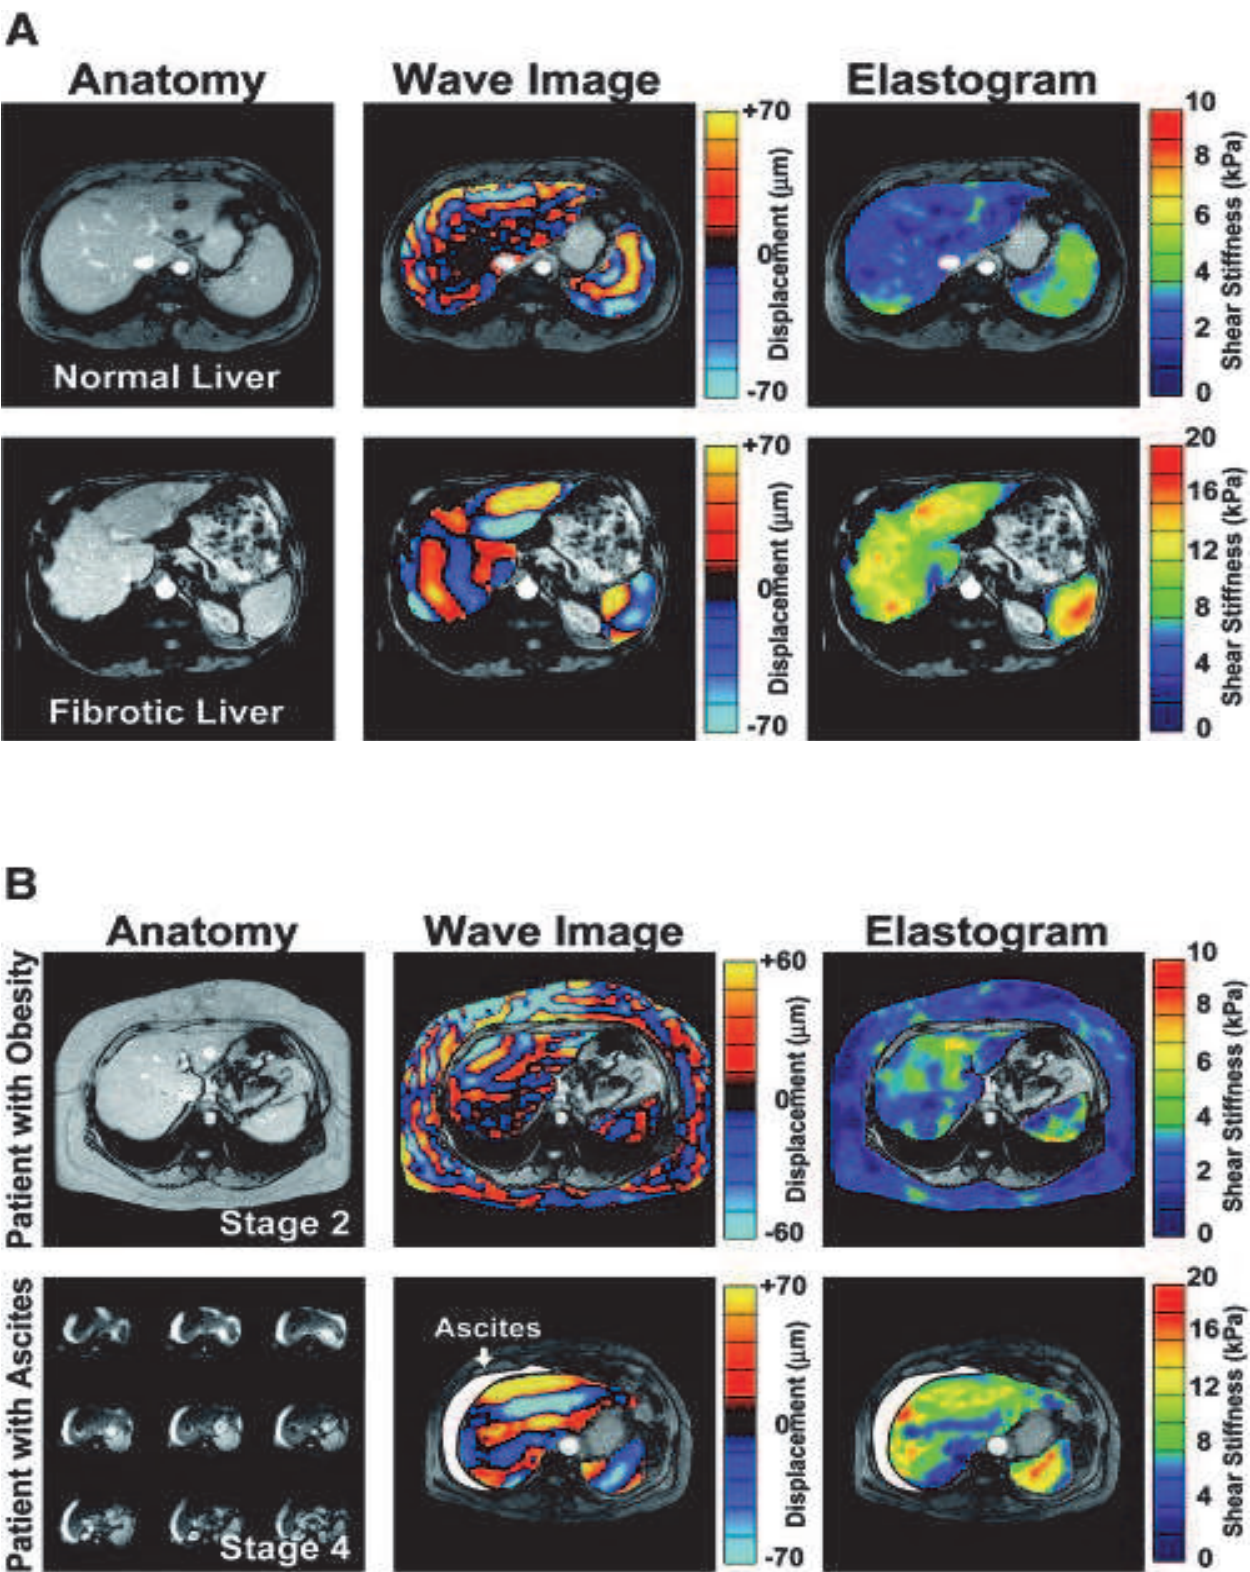 A
Anatomy
Wave Image
Elastogram
Normal Liver
+70
0
-70
Displacement (μm)
10
8
6
4
2
0
Shear Stiffness (kPa)
Fibrotic Liver
+70
0
-70
Displacement (μm)
20
16
12
8
4
0
Shear Stiffness (kPa)
B
Anatomy
Wave Image
Elastogram
Patient with Obesity
Stage 2
+60
0
-60
Displacement (μm)
10
8
6
4
2
0
Shear Stiffness (kPa)
Patient with Ascites
Stage 4
Ascites
+70
0
-70
Displacement (μm)
20
16
12
8
4
0
Shear Stiffness (kPa)